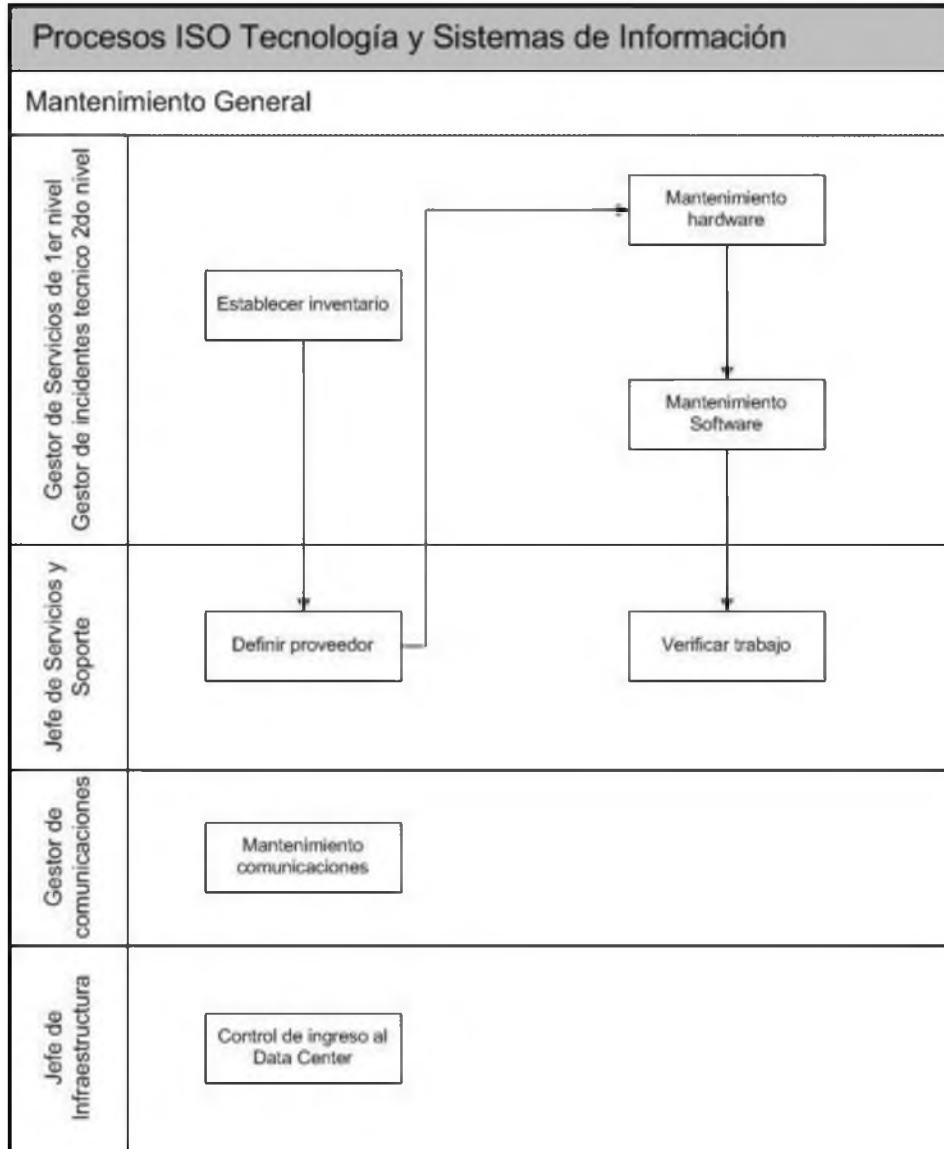 Procesos ISO Tecnología y Sistemas de Información
Mantenimiento General
Gestor de Servicios de 1er nivel
Gestor de incidentes tecnico 2do nivel
Establecer inventario
Mantenimiento
hardware
Mantenimiento
Software
Jefe de Servicios y
Soporte
Definir proveedor
Verificar trabajo
Gestor de
comunicaciones
Mantenimiento
comunicaciones
Jefe de
Infraestructura
Control de ingreso al
Data Center